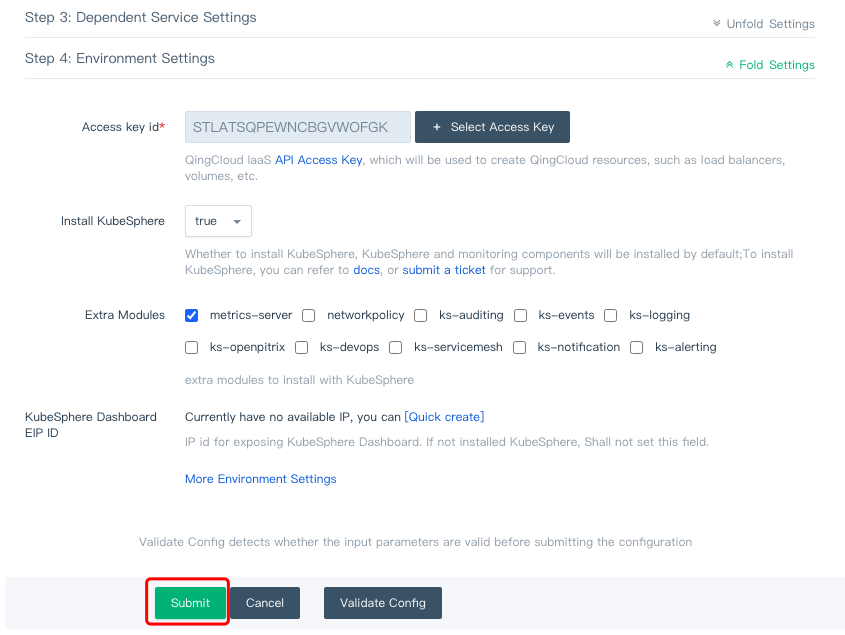 Step 3: Dependent Service Settings
Unfold Settings
Step 4: Environment Settings
Fold Settings
Access key id*
STLATSQPEWNCBGVWOFGK
+ Select Access Key
QingCloud IaaS API Access Key, which will be used to create QingCloud resources, such as load balancers,
volumes, etc.
Install KubeSphere
true
Whether to install KubeSphere, KubeSphere and monitoring components will be installed by default;To install
KubeSphere, you can refer to docs, or submit a ticket for support.
Extra Modules
metrics-server networkpolicy ks-auditing ks-events ks-logging
ks-openpitrix ks-devops ks-servicemesh ks-notification ks-alerting
extra modules to install with KubeSphere
KubeSphere Dashboard
EIP ID
Currently have no available IP, you can [Quick create]
IP id for exposing KubeSphere Dashboard. If not installed KubeSphere, Shall not set this field.
More Environment Settings
Validate Config detects whether the input parameters are valid before submitting the configuration
Submit Cancel Validate Config